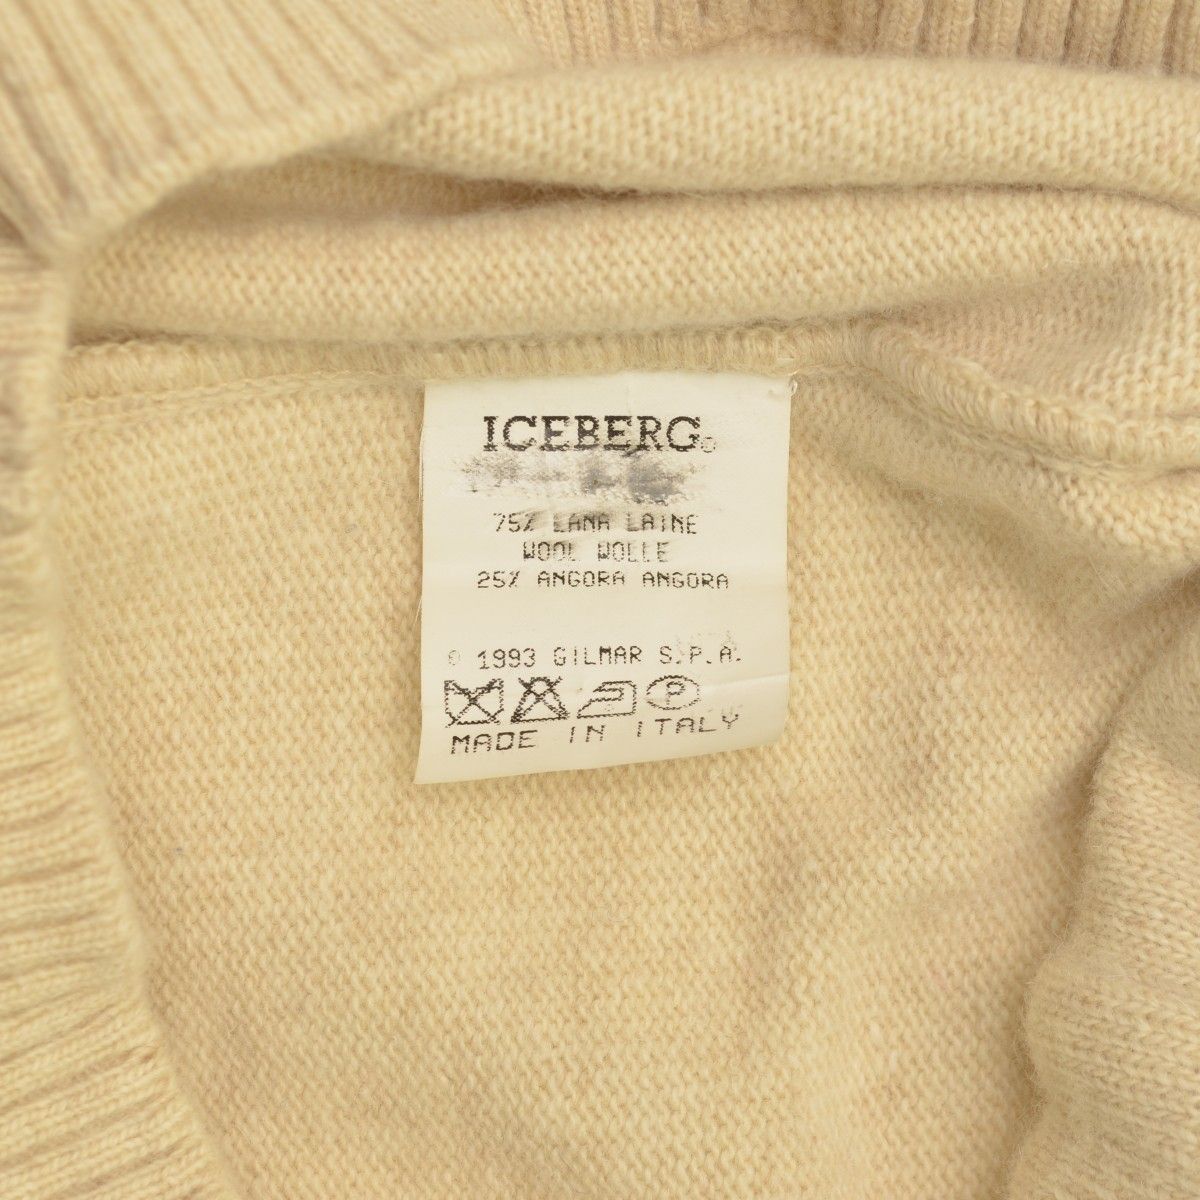 ICEBERG©
75% LANA LAINE
WOOL WOLLE
25% ANGORA ANGORA
© 1993 GILMAR S.P.A.
P
MADE IN ITALY